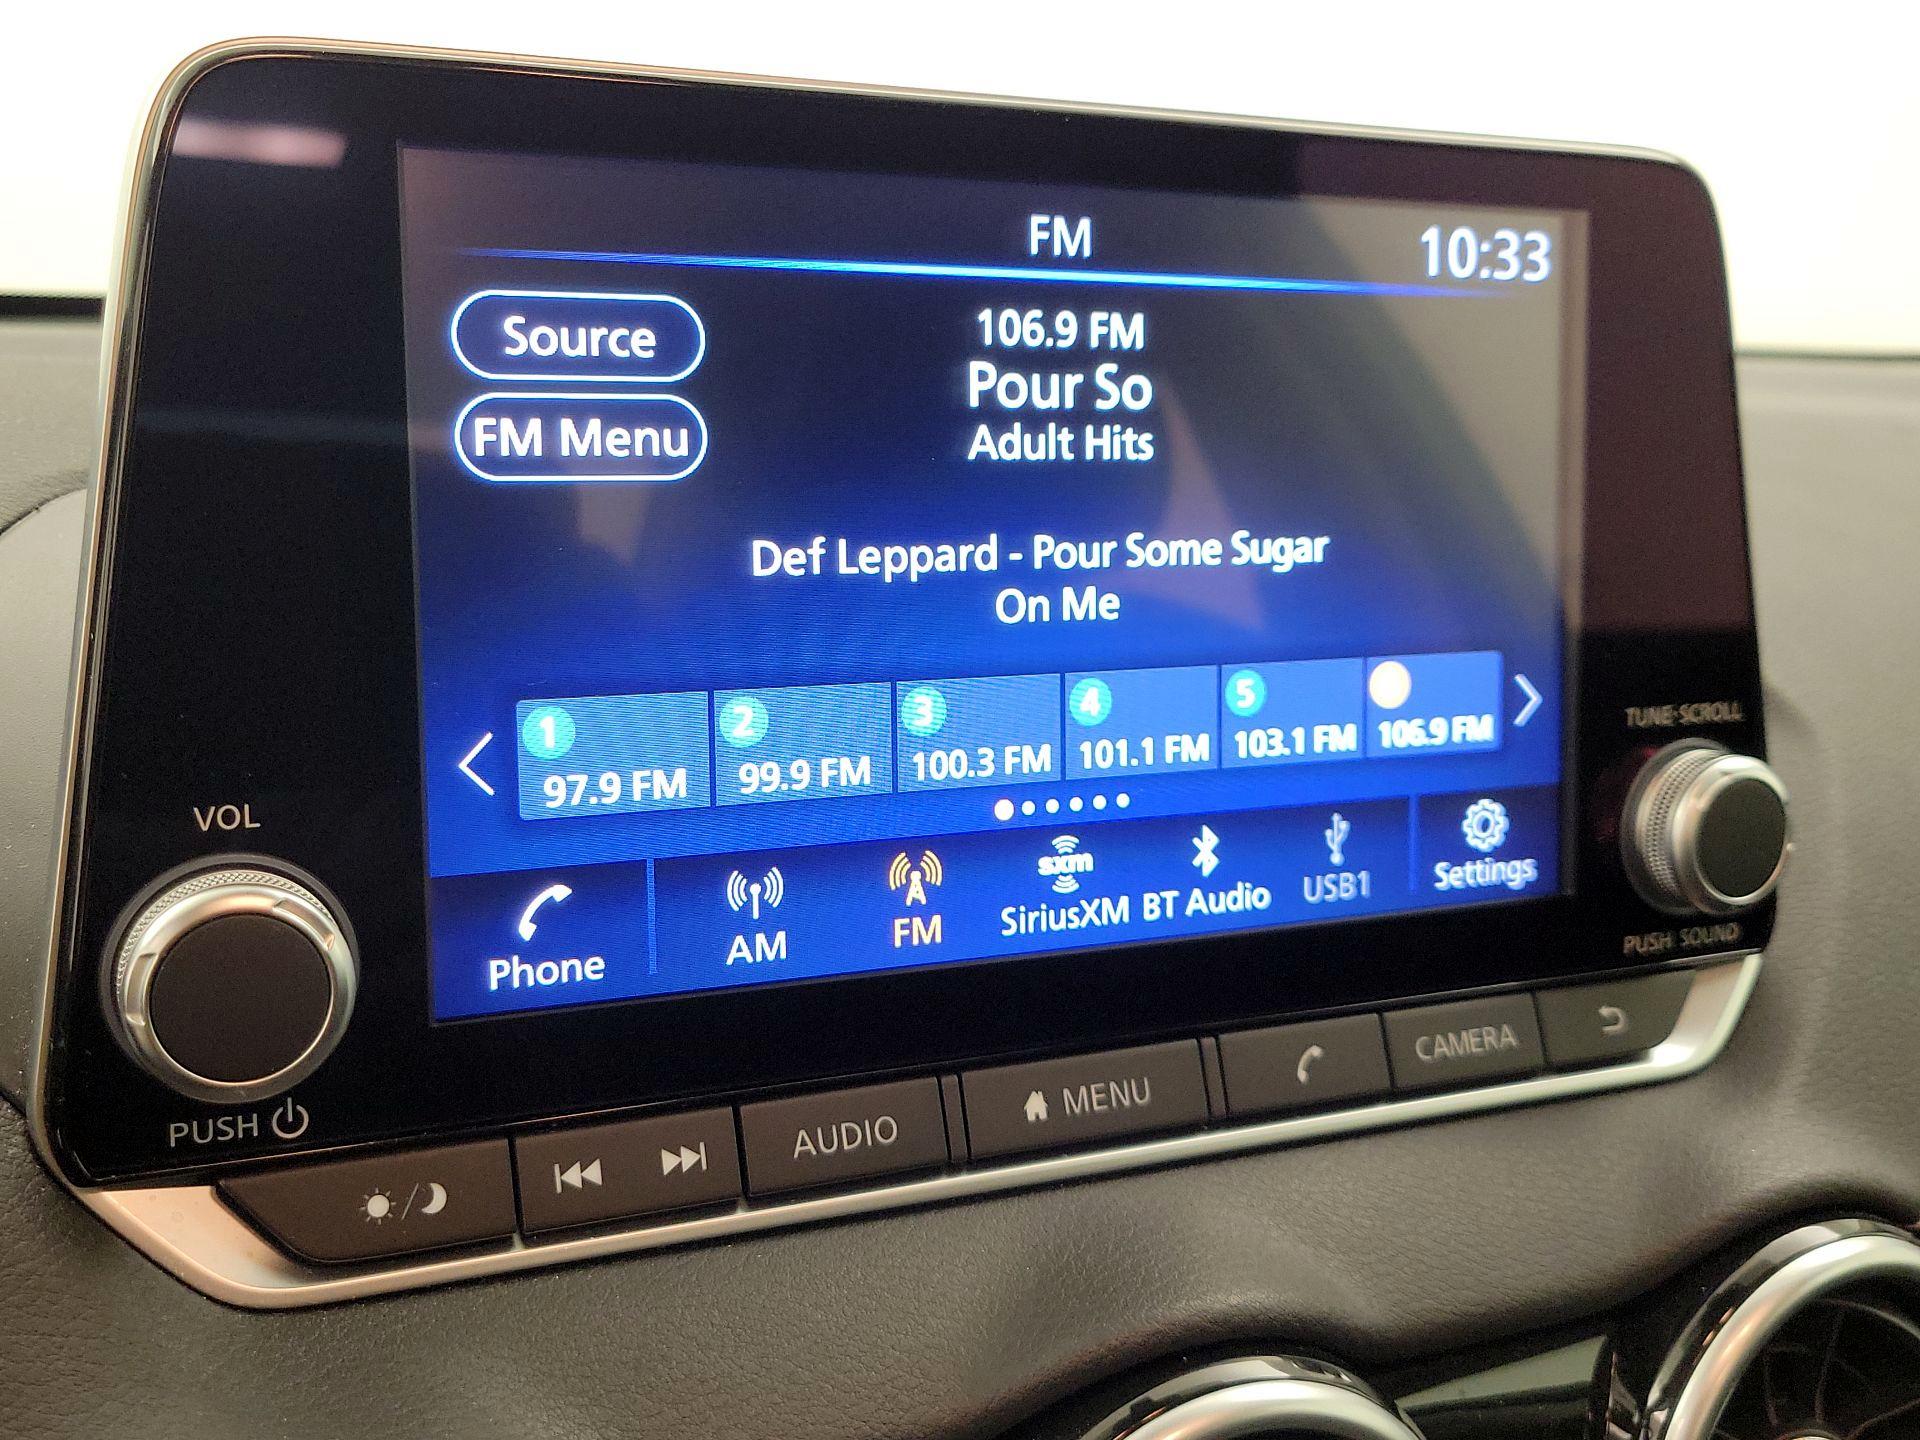 FM
10:33
Source
106.9 FM
Pour So
FM Menu
Adult Hits
Def Leppard - Pour Some Sugar
On Me
1
2
3
4
5
97.9 FM
99.9 FM
100.3 FM
101.1 FM
103.1 FM
106.9 FM
Phone
AM
FM
sxm
SiriusXM
BT Audio
USB1
Settings
VOL
PUSH
TUNE·SCROLL
PUSH SOUND
AUDIO
MENU
CAMERA